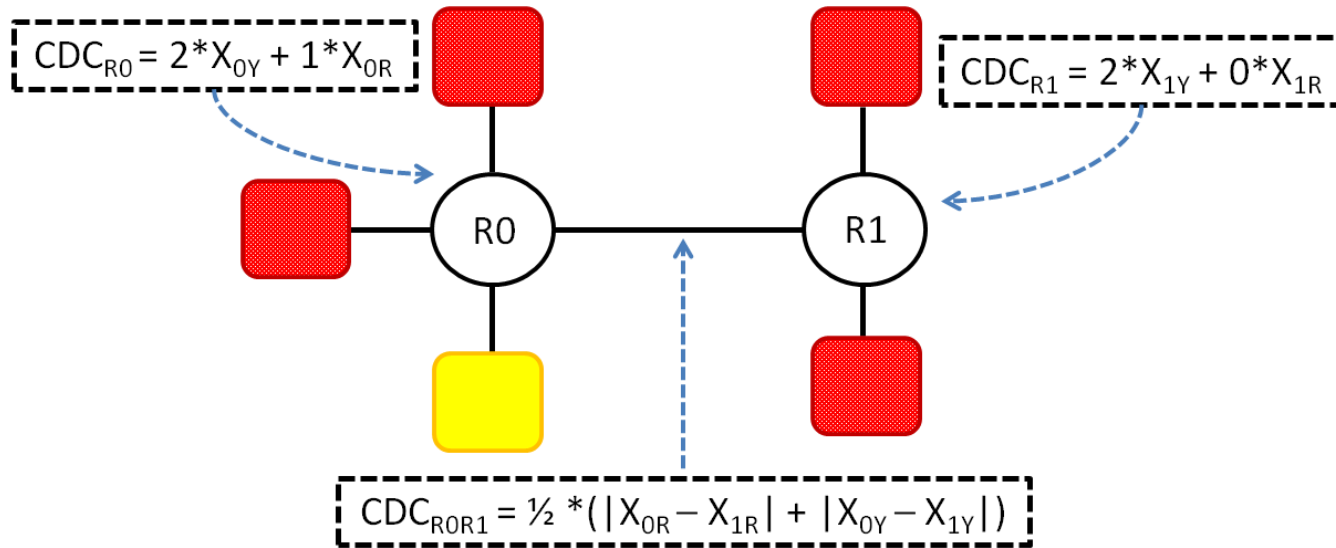 CDC_R0 = 2*X_0Y + 1*X_0R
CDC_R1 = 2*X_1Y + 0*X_1R
R0
R1
CDC_R0R1 = ½ *(|X_0R – X_1R| + |X_0Y – X_1Y|)